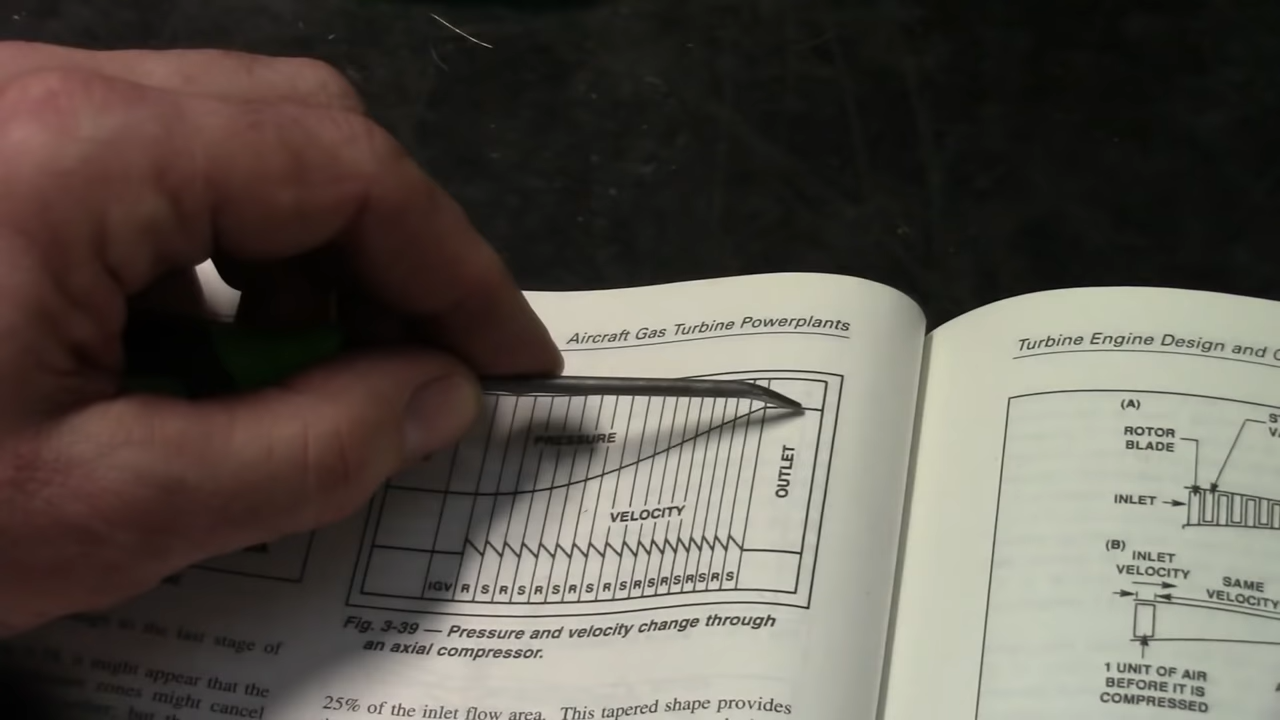 Aircraft Gas Turbine Powerplants
PRESSURE
VELOCITY
OUTLET
IGV R S R S R S R S R S R S R S R S
Fig. 3-39 — Pressure and velocity change through
an axial compressor.
to the last stage of
it might appear that the
zones might cancel
25% of the inlet flow area. This tapered shape provides
Turbine Engine Design and
(A)
ROTOR
BLADE
INLET
(B)
INLET
VELOCITY
SAME
VELOCITY
1 UNIT OF AIR
BEFORE IT IS
COMPRESSED